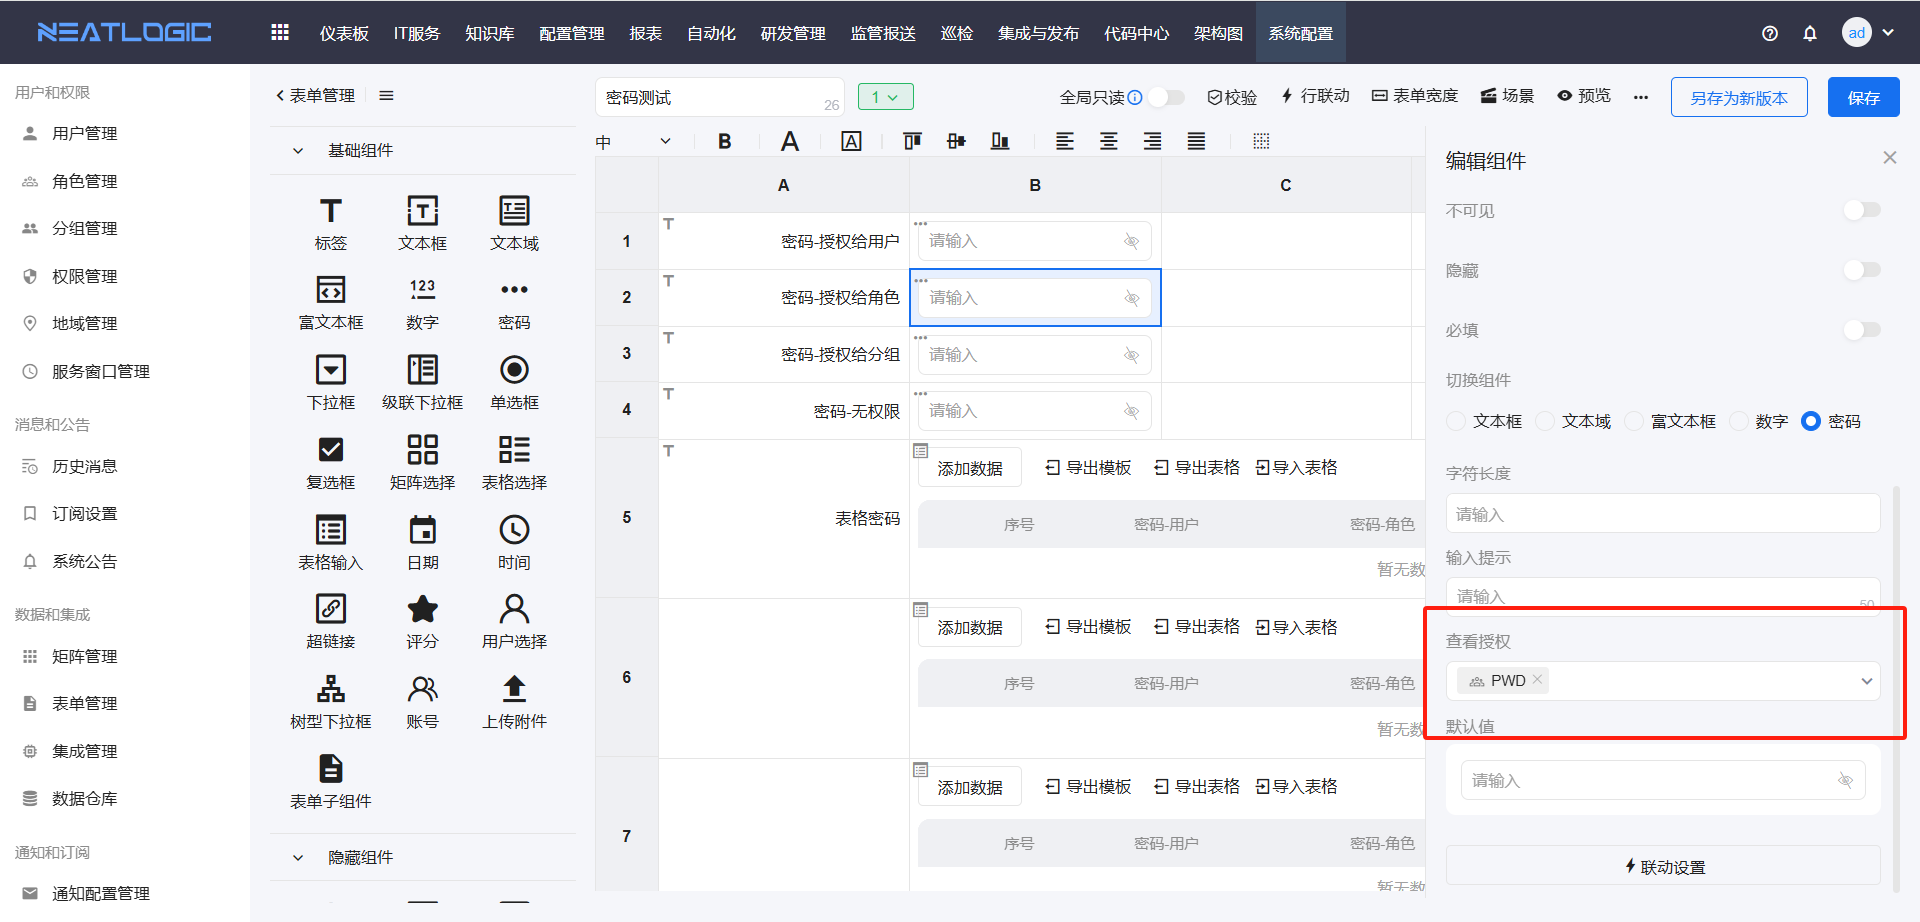 NEATLOGIC
仪表板
IT服务
知识库
配置管理
报表
自动化
研发管理
监管报送
巡检
集成与发布
代码中心
架构图
系统配置
ad
用户和权限
用户管理
角色管理
分组管理
权限管理
地域管理
服务窗口管理
消息和公告
历史消息
订阅设置
系统公告
数据和集成
矩阵管理
表单管理
集成管理
数据仓库
通知和订阅
通知配置管理
表单管理
基础组件
标签
文本框
文本域
富文本框
数字
密码
下拉框
级联下拉框
单选框
复选框
矩阵选择
表格选择
表格输入
日期
时间
超链接
评分
用户选择
树型下拉框
账号
上传附件
表单子组件
隐藏组件
密码测试
26
1
全局只读
校验
行联动
表单宽度
场景
预览
另存为新版本
保存
中
B
A
A
A
B
C
1
密码-授权给用户
请输入
2
密码-授权给角色
请输入
3
密码-授权给分组
请输入
4
密码-无权限
请输入
5
表格密码
添加数据
导出模板
导出表格
导入表格
序号
密码-用户
密码-角色
暂无数
6
添加数据
导出模板
导出表格
导入表格
序号
密码-用户
密码-角色
暂无数
7
添加数据
导出模板
导出表格
导入表格
序号
密码-用户
密码-角色
暂无数
编辑组件
不可见
隐藏
必填
切换组件
文本框
文本域
富文本框
数字
密码
字符长度
请输入
输入提示
请输入
50
查看授权
PWD
默认值
请输入
联动设置